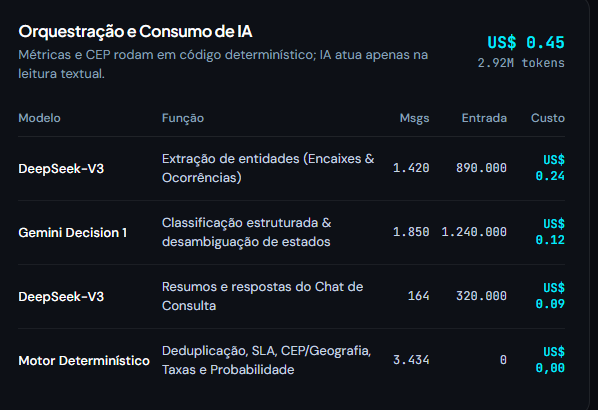 Orquestração e Consumo de IA
Métricas e CEP rodam em código determinístico; IA atua apenas na
leitura textual.
US$ 0.45
2.92M tokens
Modelo Função Msgs Entrada Custo
DeepSeek-V3 Extração de entidades (Encaixes & 1.420 890.000 US$
Ocorrências) 0.24
Gemini Decision 1 Classificação estruturada & 1.850 1.240.000 US$
desambiguação de estados 0.12
DeepSeek-V3 Resumos e respostas do Chat de 164 320.000 US$
Consulta 0.09
Motor Determinístico Deduplicação, SLA, CEP/Geografia, 3.434 0 US$
Taxas e Probabilidade 0,00